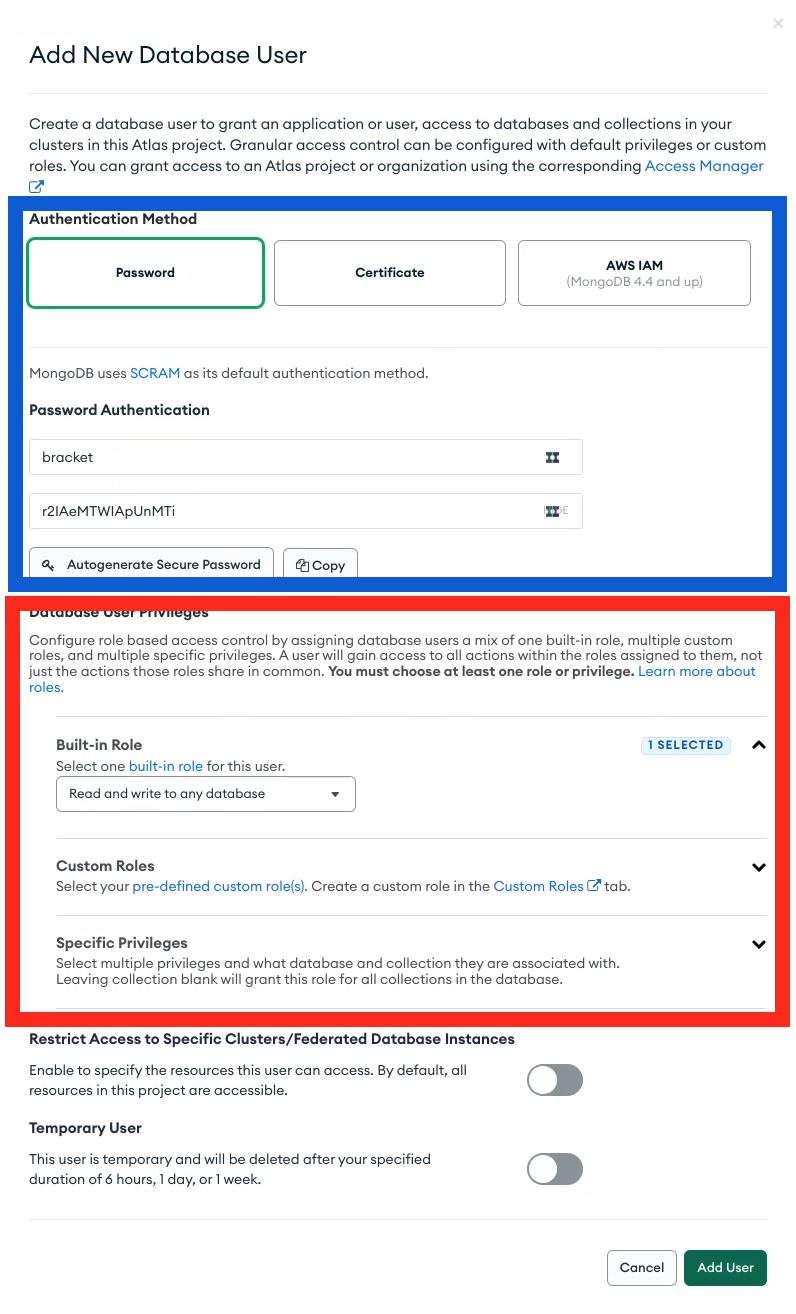 Add New Database User
Create a database user to grant an application or user, access to databases and collections in your
clusters in this Atlas project. Granular access control can be configured with default privileges or custom
roles. You can grant access to an Atlas project or organization using the corresponding Access Manager
Authentication Method
Password
Certificate
AWS IAM
(MongoDB 4.4 and up)
MongoDB uses SCRAM as its default authentication method.
Password Authentication
bracket
r2IAeMTWIApUnMTi
Autogenerate Secure Password
Copy
Database User Privileges
Configure role based access control by assigning database users a mix of one built-in role, multiple custom
roles, and multiple specific privileges. A user will gain access to all actions within the roles assigned to them, not
just the actions those roles share in common. You must choose at least one role or privilege. Learn more about
roles.
Built-in Role
1 SELECTED
Select one built-in role for this user.
Read and write to any database
Custom Roles
Select your pre-defined custom role(s). Create a custom role in the Custom Roles tab.
Specific Privileges
Select multiple privileges and what database and collection they are associated with.
Leaving collection blank will grant this role for all collections in the database.
Restrict Access to Specific Clusters/Federated Database Instances
Enable to specify the resources this user can access. By default, all
resources in this project are accessible.
Temporary User
This user is temporary and will be deleted after your specified
duration of 6 hours, 1 day, or 1 week.
Cancel
Add User